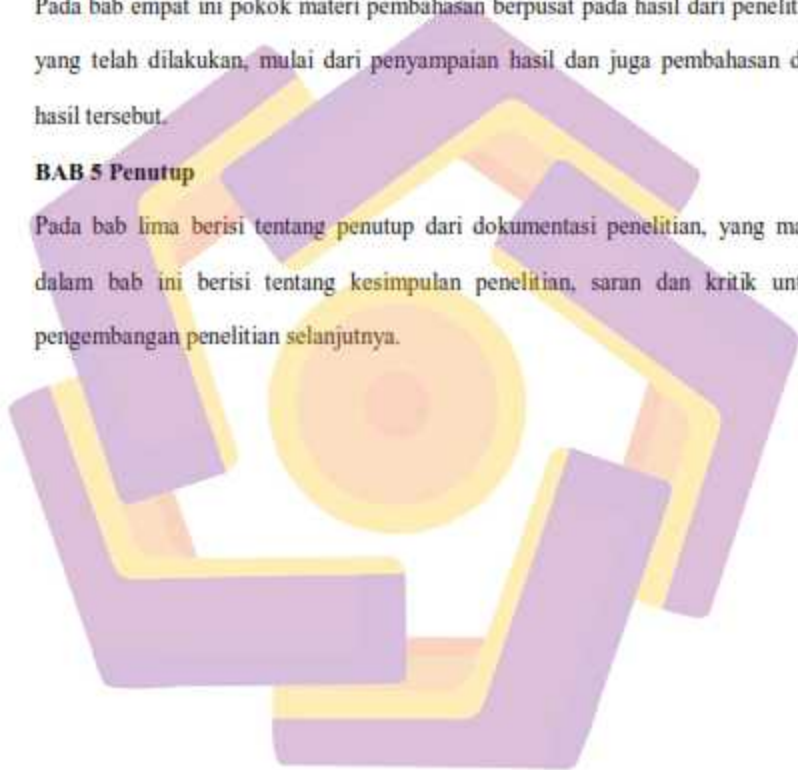 Pada bab empat ini pokok materi pembahasan berpusat pada hasil dari penelit
yang telah dilakukan, mulai dari penyampaian hasil dan juga pembahasan d
hasil tersebut.
BAB 5 Penutup
Pada bab lima berisi tentang penutup dari dokumentasi penelitian, yang ma
dalam bab ini berisi tentang kesimpulan penelitian, saran dan kritik unt
pengembangan penelitian selanjutnya.